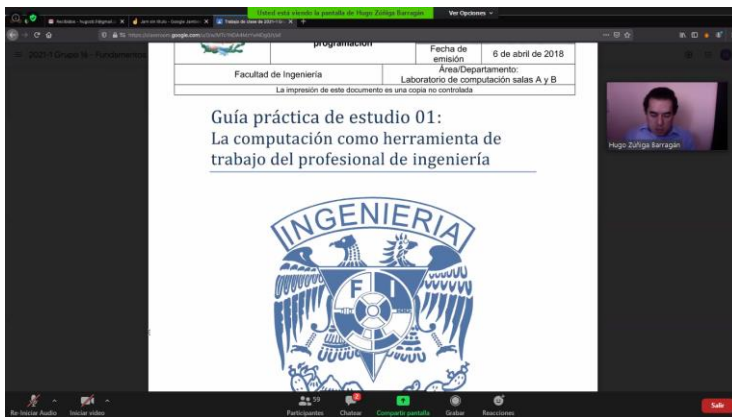 Usted está viendo la pantalla de Hugo Zúñiga Barragán
Ver Opciones
programación
Fecha de
emisión
6 de abril de 2018
Facultad de Ingeniería
Área/Departamento:
Laboratorio de computación salas A y B
La impresión de este documento es una copia no controlada
Guía práctica de estudio 01:
La computación como herramienta de
trabajo del profesional de ingeniería
Hugo Zúñiga Barragán
INGENIERIA
F I
Re-Iniciar Audio
Iniciar video
59
Participantes
2
Chatear
Compartir pantalla
Grabar
Reacciones
Salir